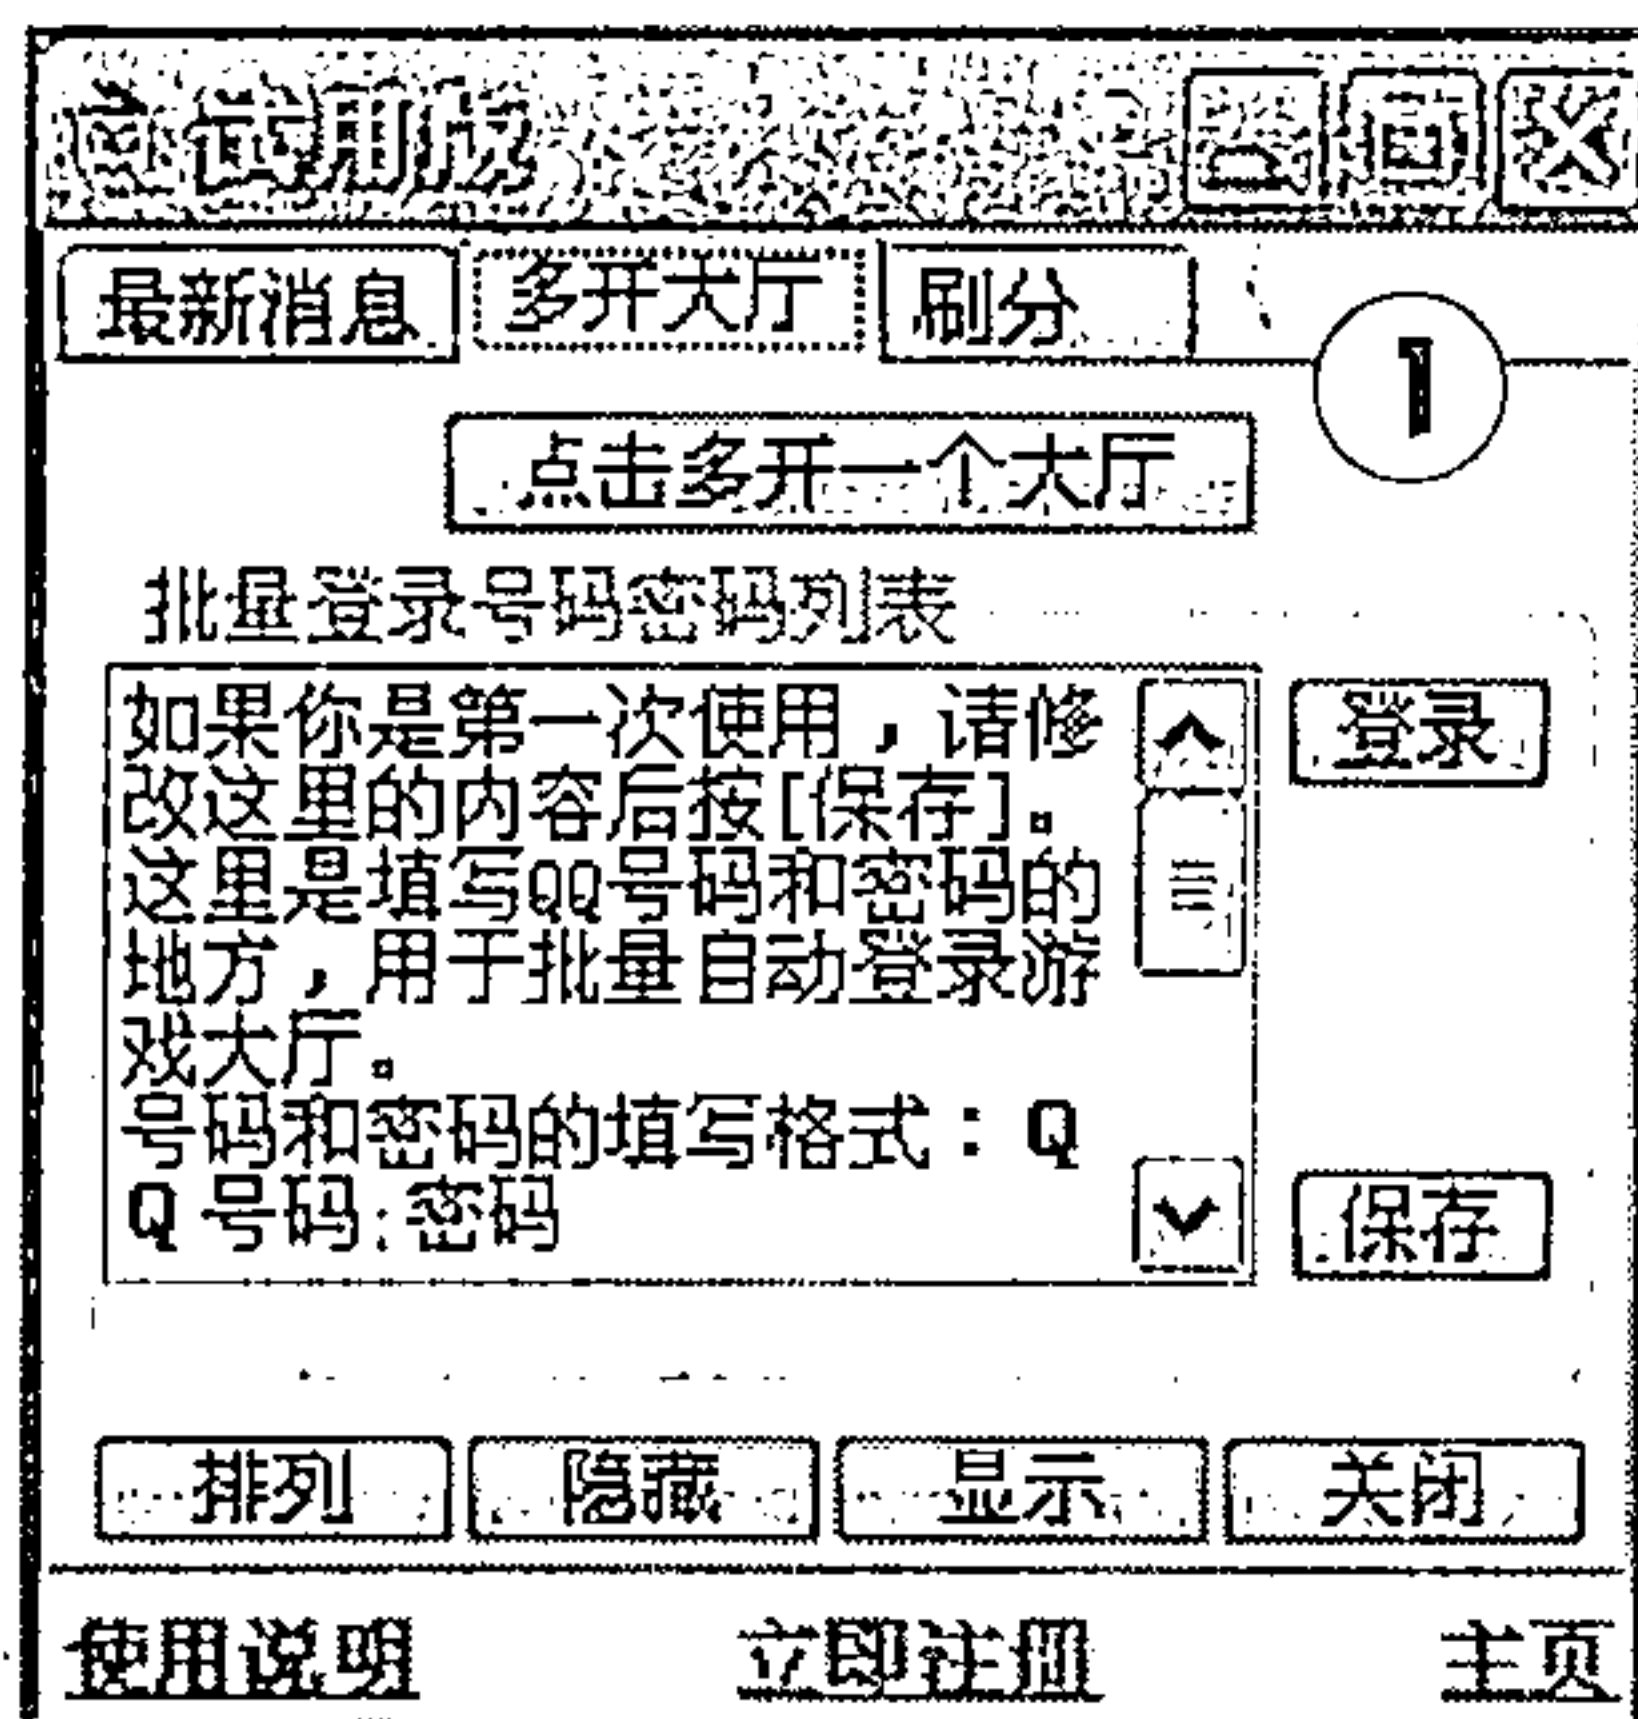 试用版
最新消息 多开大厅 刷分
1
点击多开一个大厅
批量登录号码密码列表
如果你是第一次使用，请修
改这里的内容后按[保存]。
这里是填写QQ号码和密码的
地方，用于批量自动登录游
戏大厅。
号码和密码的填写格式：Q
Q号码:密码
登录
保存
排列 隐藏 显示 关闭
使用说明 立即注册 主页